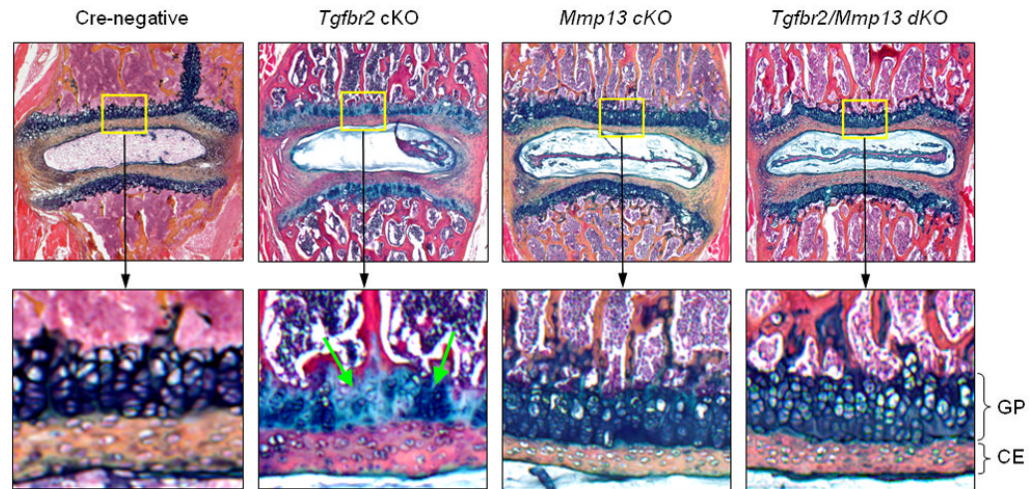 Cre-negative
Tgfbr2 cKO
Mmp13 cKO
Tgfbr2/Mmp13 dKO
GP
CE